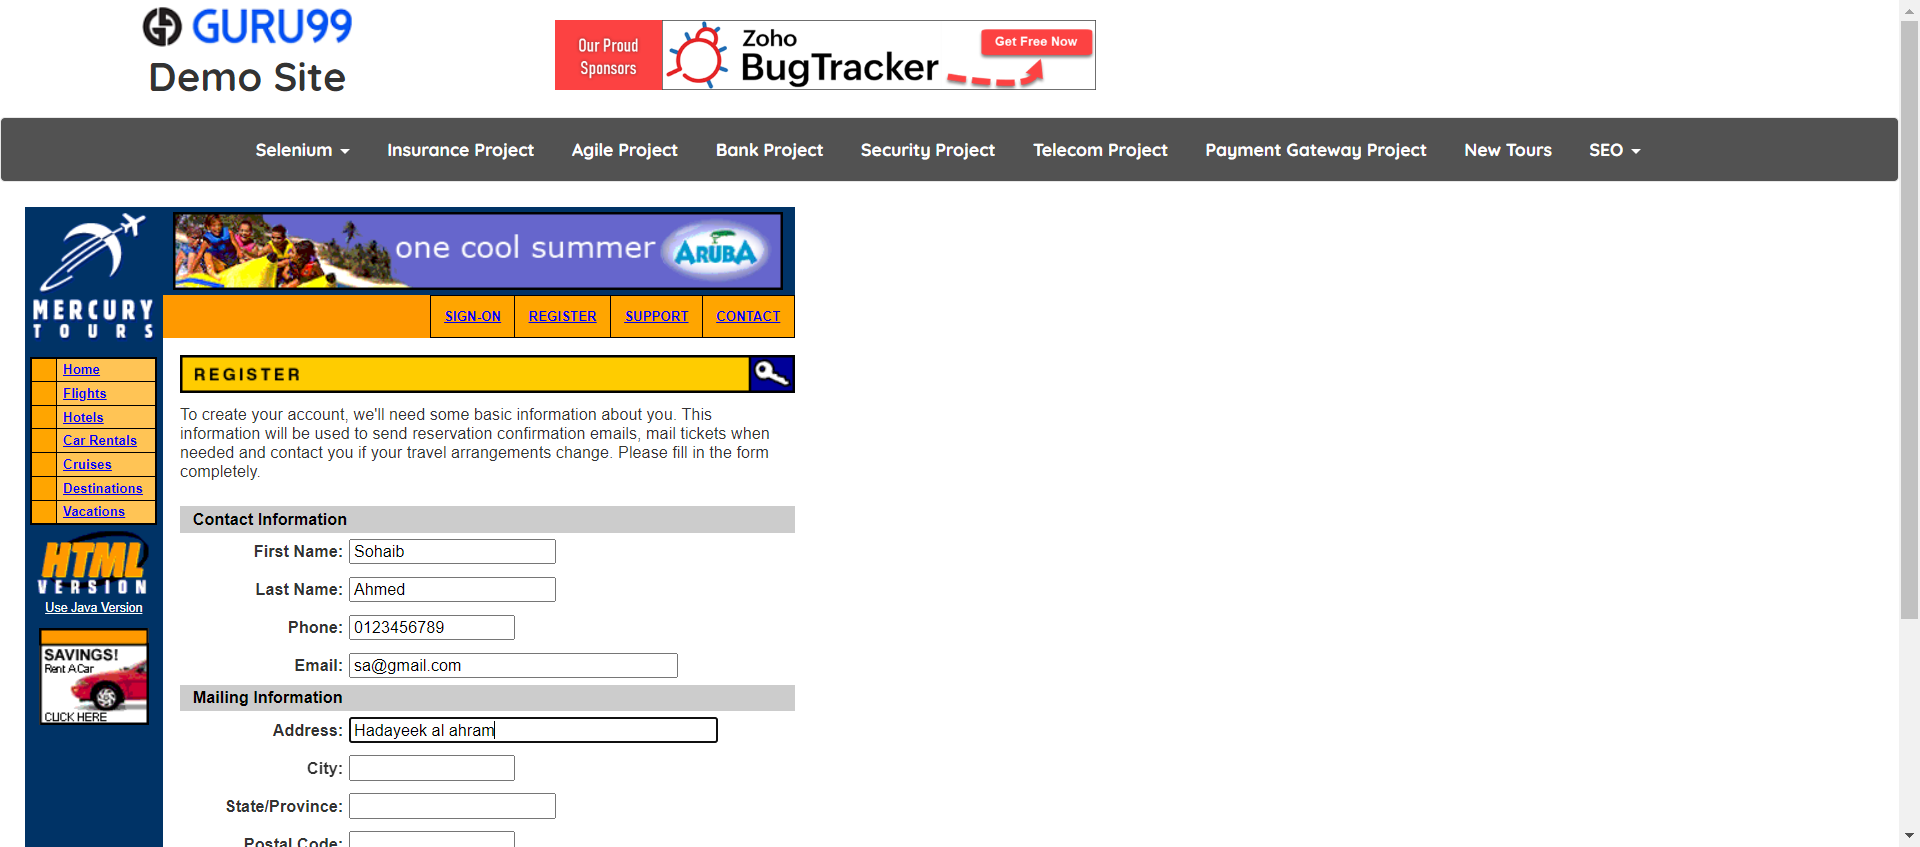 GURU99
Demo Site
Our Proud
Sponsors
Zoho
BugTracker
Get Free Now
Selenium
Insurance Project
Agile Project
Bank Project
Security Project
Telecom Project
Payment Gateway Project
New Tours
SEO
MERCURY
TOURS
one cool summer
ARUBA
SIGN-ON
REGISTER
SUPPORT
CONTACT
Home
Flights
Hotels
Car Rentals
Cruises
Destinations
Vacations
HTML
VERSION
Use Java Version
SAVINGS!
Rent A Car
CLICK HERE
REGISTER
To create your account, we'll need some basic information about you. This
information will be used to send reservation confirmation emails, mail tickets when
needed and contact you if your travel arrangements change. Please fill in the form
completely.
Contact Information
First Name: Sohaib
Last Name: Ahmed
Phone: 0123456789
Email: sa@gmail.com
Mailing Information
Address: Hadayeek al ahram
City:
State/Province:
Postal Code: